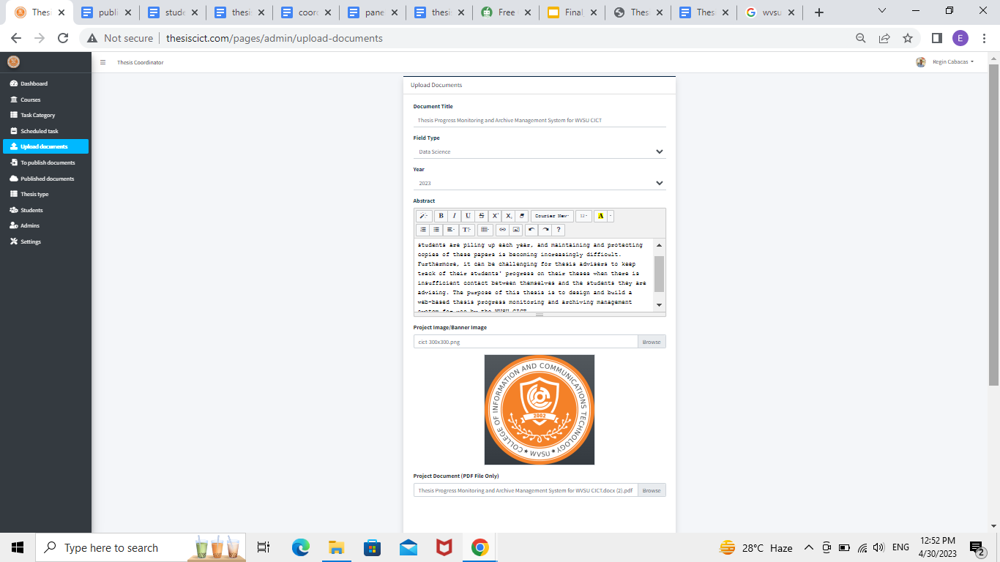 Thesi
publi
stude
thesis
coord
pane
thesis
Free
Final
Thesi
Thes
wvsu
Not secure
thesiscict.com/pages/admin/upload-documents
E
Thesis Coordinator
Regin Cabacas
Dashboard
Courses
Task Category
Scheduled task
Upload documents
To publish documents
Published documents
Thesis type
Students
Admins
Settings
Upload Documents
Document Title
Thesis Progress Monitoring and Archive Management System for WVSU CICT
Field Type
Data Science
Year
2023
Abstract
B I U S X² X₂ Courier New 12 A
?
students are piling up each year, and maintaining and protecting
copies of these papers is becoming increasingly difficult.
Furthermore, it can be challenging for thesis advisers to keep
track of their students' progress on their theses when there is
insufficient contact between themselves and the students they are
advising. The purpose of this thesis is to design and build a
web-based thesis progress monitoring and archiving management
system for use by the WVSU CICT
Project Image/Banner Image
cict 300x300.png
Browse
COLLEGE OF INFORMATION AND COMMUNICATIONS TECHNOLOGY
2002
★ WVSU ★
Project Document (PDF File Only)
Thesis Progress Monitoring and Archive Management System for WVSU CICT.docx (2).pdf
Browse
Type here to search
28°C Haze
ENG
12:52 PM
4/30/2023
2